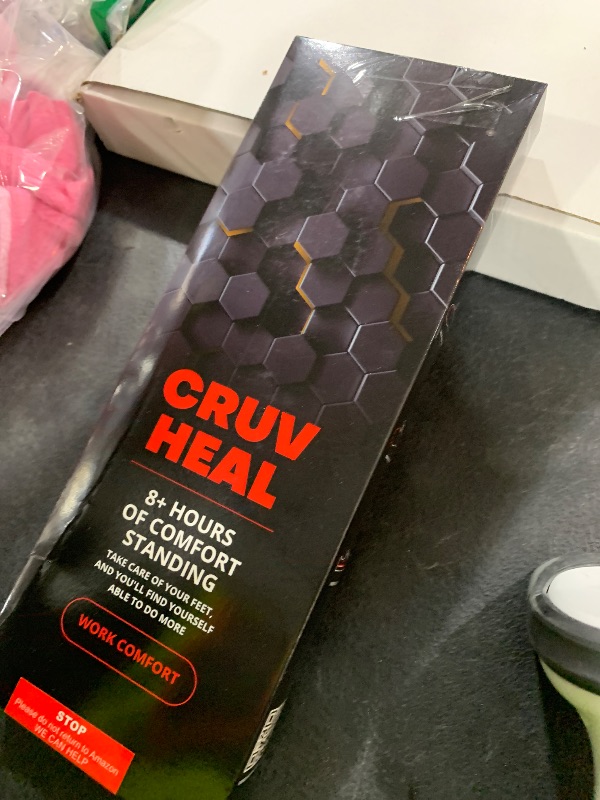 CRUV
HEAL
8+ HOURS
OF COMFORT
STANDING
TAKE CARE OF YOUR FEET,
AND YOU'LL FIND YOURSELF
ABLE TO DO MORE
WORK COMFORT
STOP
Please do not return to Amazon
WE CAN HELP